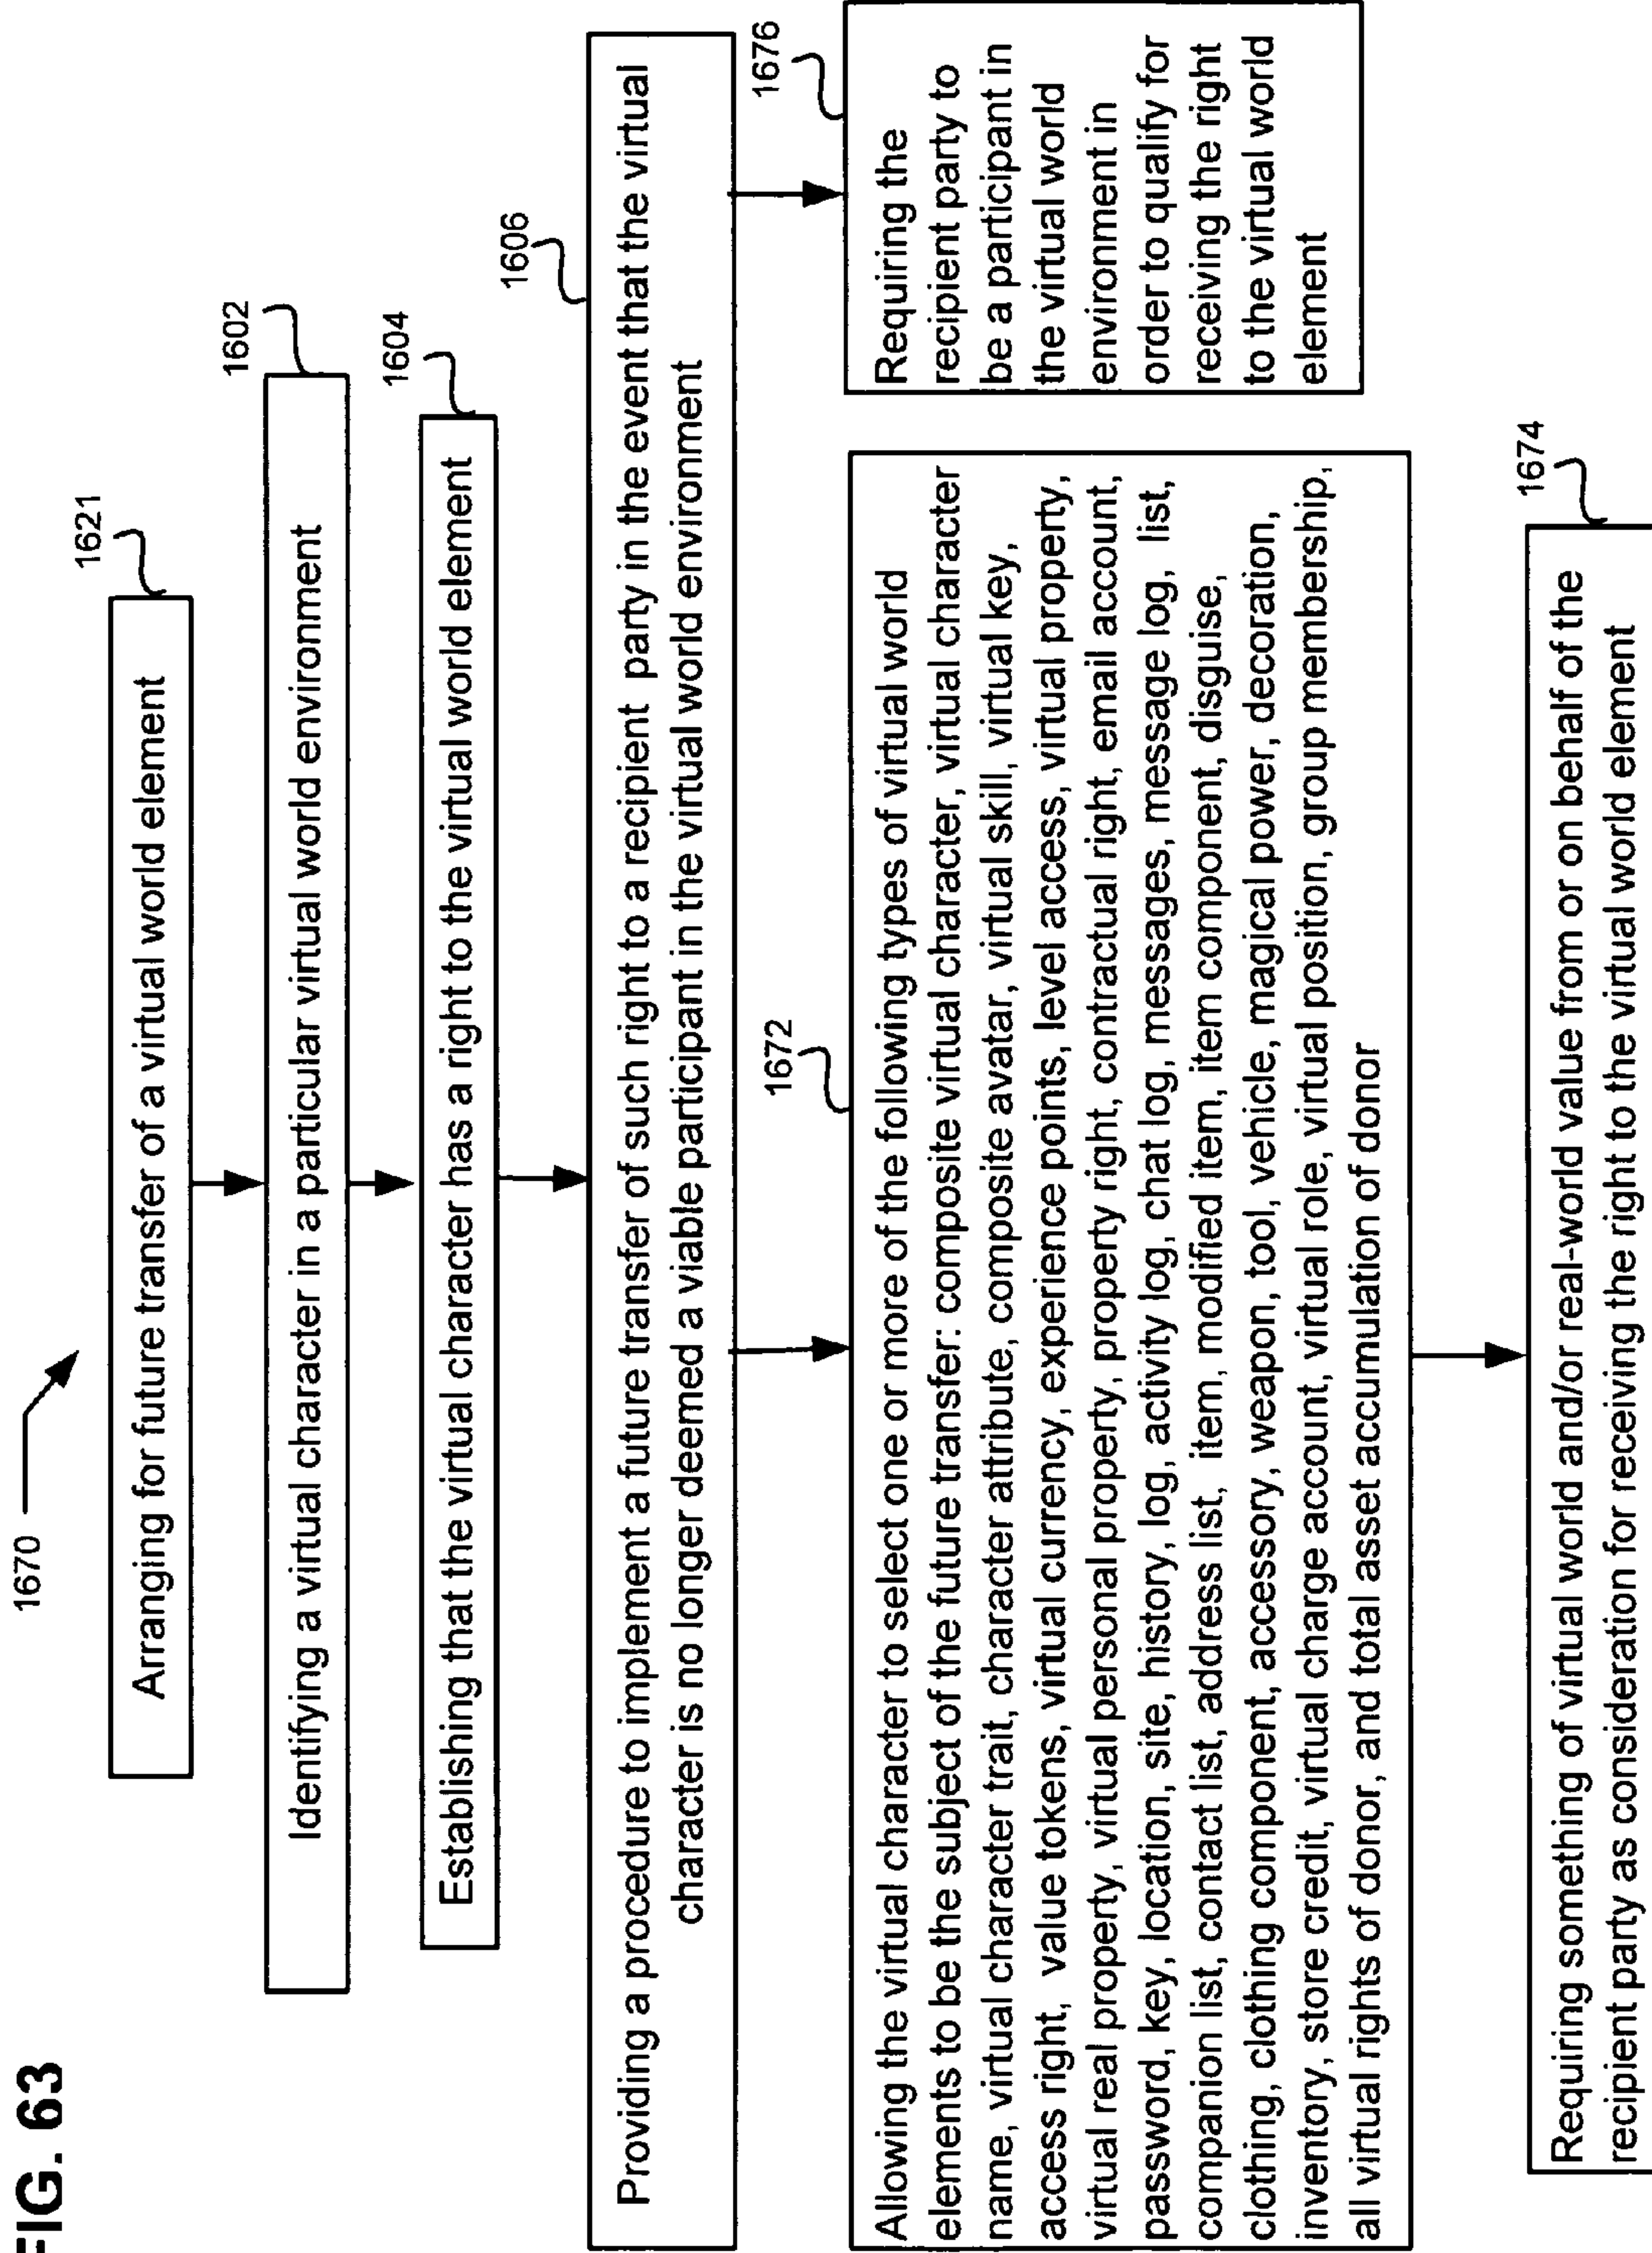 FIG. 63
1670
1621
Arranging for future transfer of a virtual world element
1602
Identifying a virtual character in a particular virtual world environment
1604
Establishing that the virtual character has a right to the virtual world element
1606
Providing a procedure to implement a future transfer of such right to a recipient party in the event that the virtual
character is no longer deemed a viable participant in the virtual world environment
1672
Allowing the virtual character to select one or more of the following types of virtual world
elements to be the subject of the future transfer: composite virtual character, virtual character
name, virtual character trait, character attribute, composite avatar, virtual skill, virtual key,
access right, value tokens, virtual currency, experience points, level access, virtual property,
virtual real property, virtual personal property, property right, contractual right, email account,
password, key, location, site, history, log, activity log, chat log, messages, message log, list,
companion list, contact list, address list, item, modified item, item component, disguise,
clothing, clothing component, accessory, weapon, tool, vehicle, magical power, decoration,
inventory, store credit, virtual charge account, virtual role, virtual position, group membership,
all virtual rights of donor, and total asset accumulation of donor
1676
Requiring the
recipient party to
be a participant in
the virtual world
environment in
order to qualify for
receiving the right
to the virtual world
element
1674
Requiring something of virtual world and/or real-world value from or on behalf of the
recipient party as consideration for receiving the right to the virtual world element